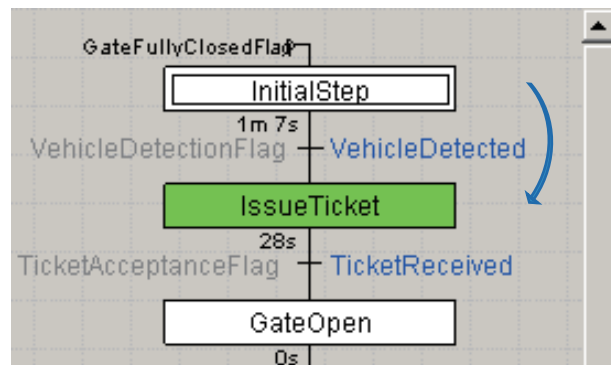 GateFullyClosedFlag
InitialStep
1m 7s
VehicleDetectionFlag VehicleDetected
IssueTicket
28s
TicketAcceptanceFlag TicketReceived
GateOpen
0s